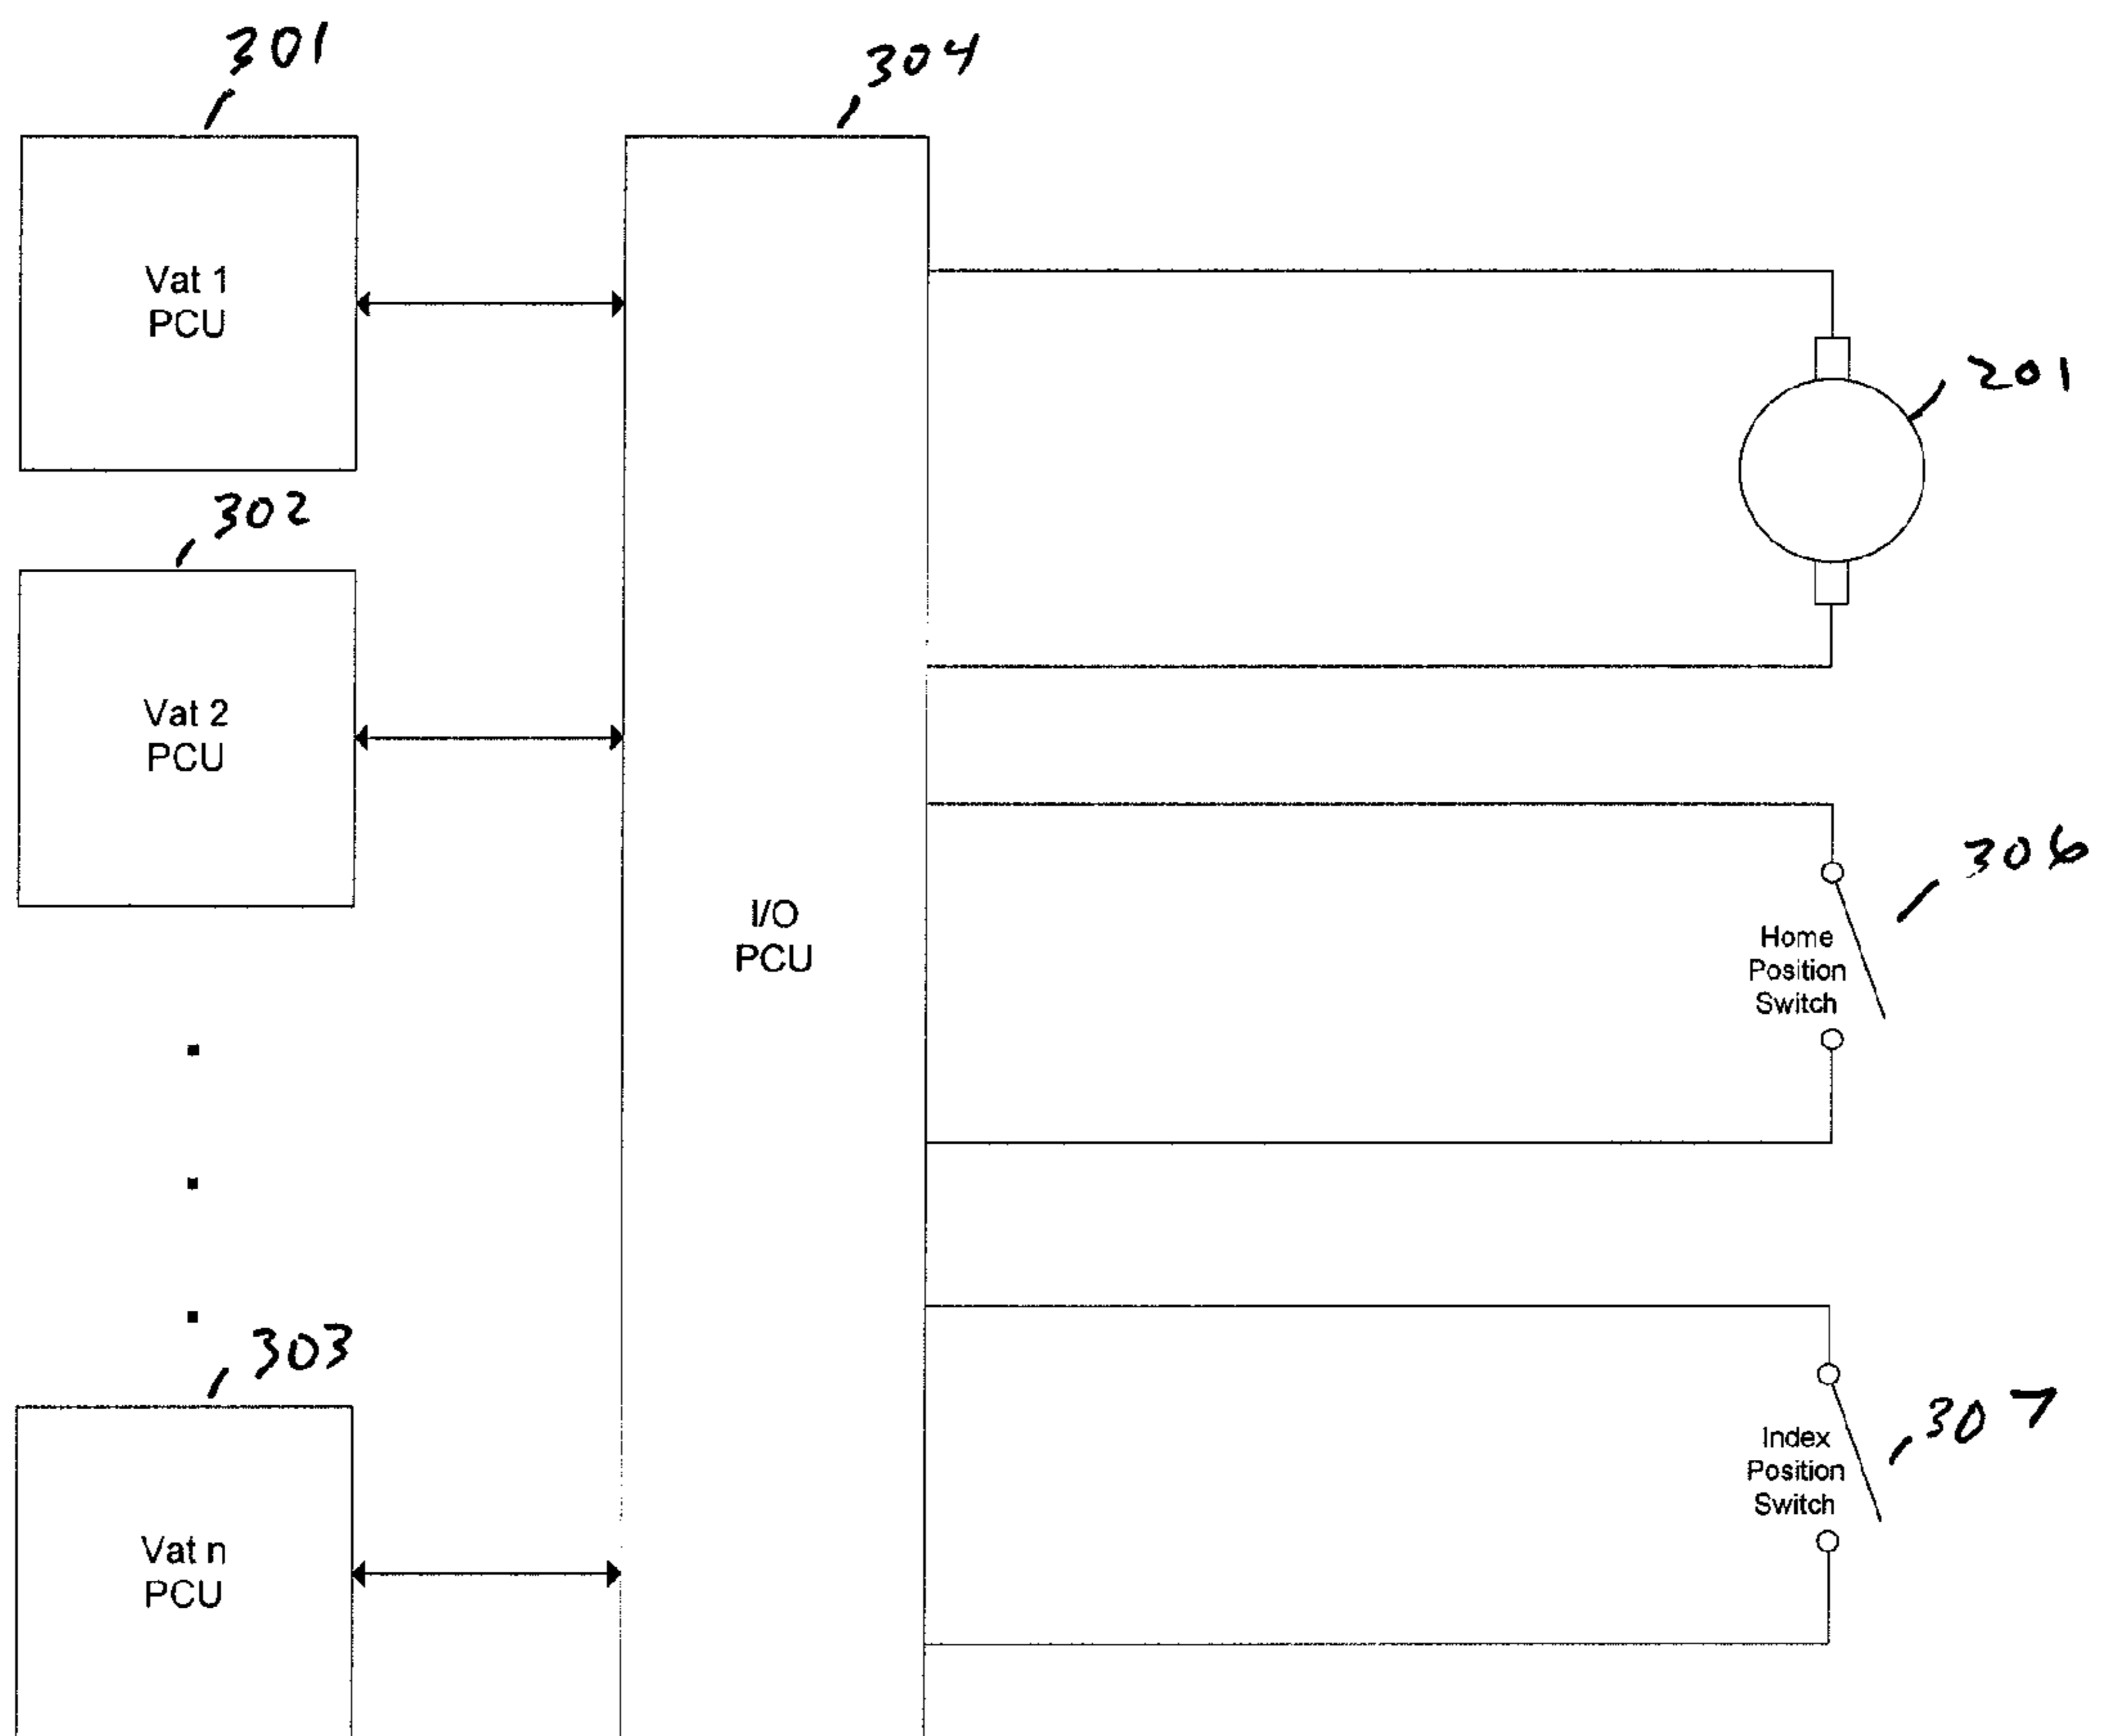 301
304
Vat 1
PCU
201
302
Vat 2
PCU
306
I/O
PCU
Home
Position
Switch
303
307
Index
Position
Switch
Vat n
PCU